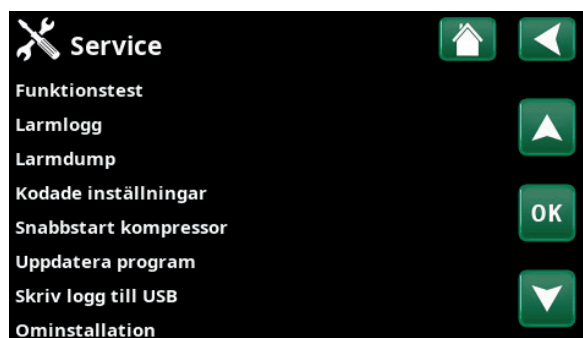 Service
Funktionstest
Larmlogg
Larmdump
Kodade inställningar
Snabbstart kompressor
OK
Uppdatera program
Skriv logg till USB
Ominstallation